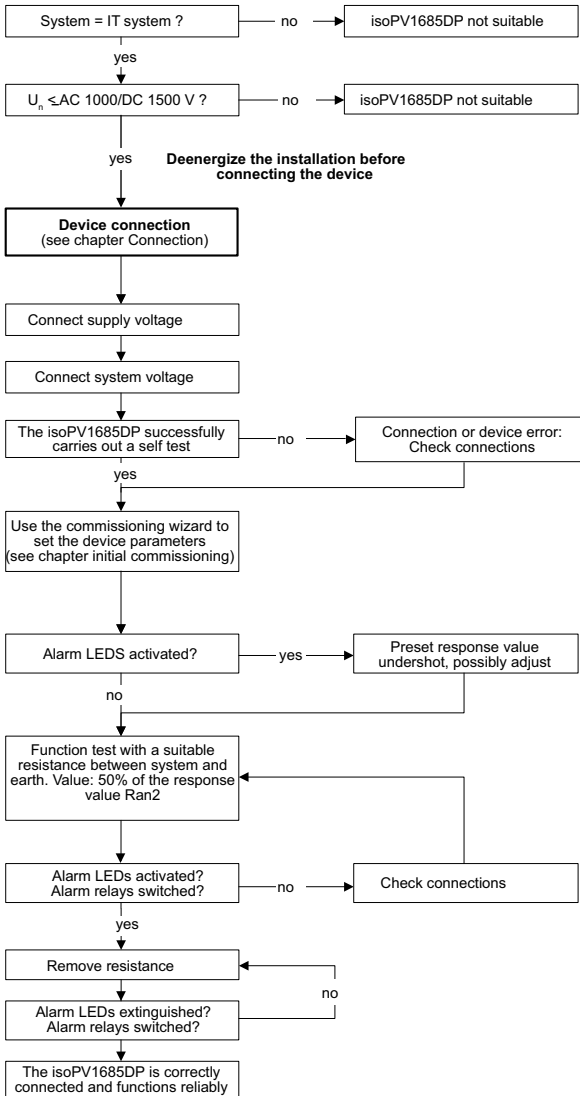 System = IT system ?
no
isoPV1685DP not suitable
yes
Un ≤AC 1000/DC 1500 V ?
no
isoPV1685DP not suitable
yes
Deenergize the installation before
connecting the device
Device connection
(see chapter Connection)
Connect supply voltage
Connect system voltage
The isoPV1685DP successfully
carries out a self test
no
Connection or device error:
Check connections
yes
Use the commissioning wizard to
set the device parameters
(see chapter initial commissioning)
Alarm LEDS activated?
yes
Preset response value
undershot, possibly adjust
no
Function test with a suitable
resistance between system and
earth. Value: 50% of the response
value Ran2
Alarm LEDs activated?
Alarm relays switched?
no
Check connections
yes
Remove resistance
no
Alarm LEDs extinguished?
Alarm relays switched?
The isoPV1685DP is correctly
connected and functions reliably